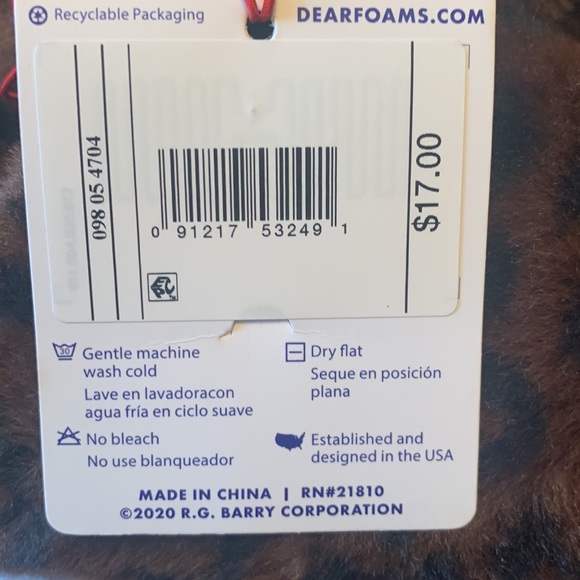 Recyclable Packaging
DEARFOAMS.COM
098 05 4704
0 91217 53249 1
$17.00
30
Gentle machine
wash cold
Lave en lavadoracon
agua fría en ciclo suave
Dry flat
Seque en posición
plana
No bleach
No use blanqueador
Established and
designed in the USA
MADE IN CHINA | RN#21810
©2020 R.G. BARRY CORPORATION